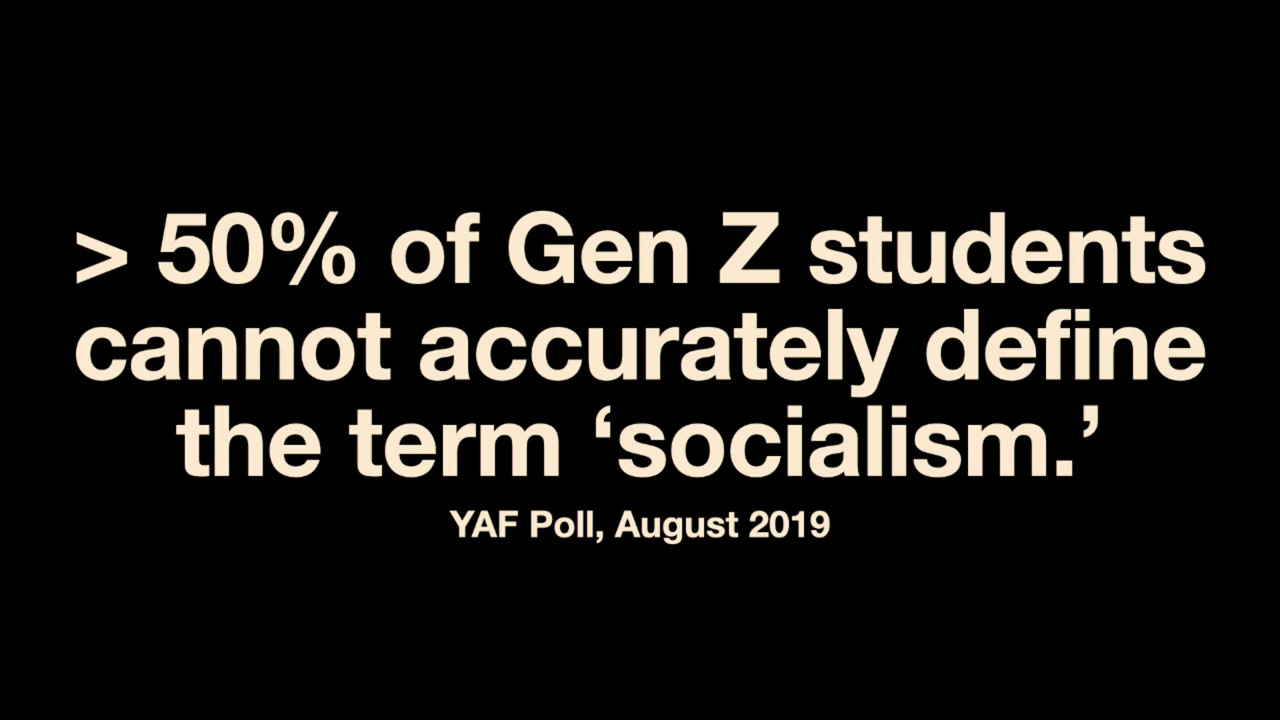 > 50% of Gen Z students
cannot accurately define
the term ‘socialism.’
YAF Poll, August 2019